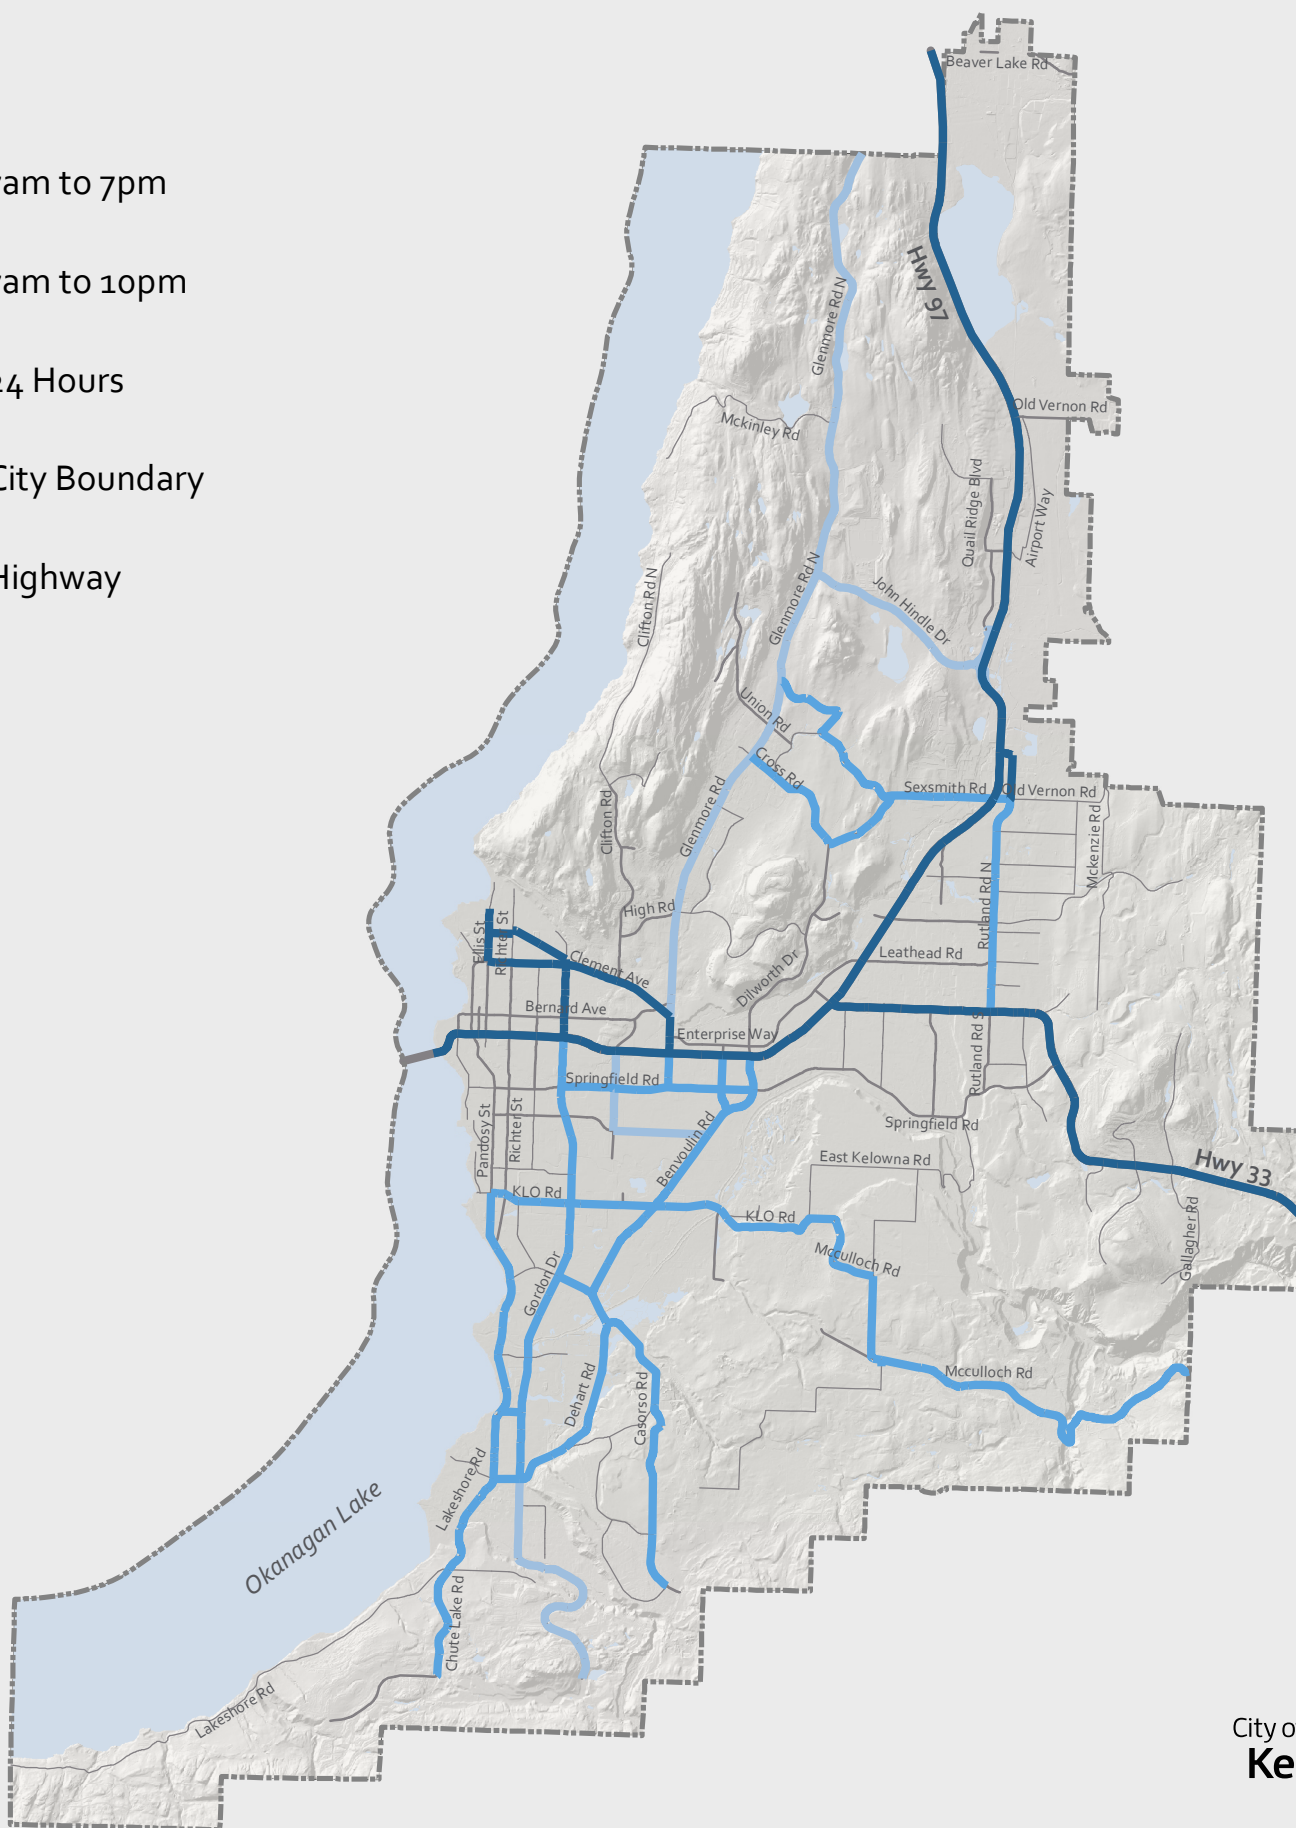 7am to 7pm
7am to 10pm
24 Hours
City Boundary
Highway
Beaver Lake Rd
Hwy 97
Glenmore Rd N
Old Vernon Rd
Mckinley Rd
Quail Ridge Blvd
Airport Way
Clifton Rd N
Glenmore Rd N
John Hindle Dr
Union Rd
Cross Rd
Sexsmith Rd
Old Vernon Rd
Clifton Rd
Glenmore Rd
Mckenzie Rd
Rutland Rd N
High Rd
Ellis St
Richter St
Clement Ave
Leathead Rd
Dilworth Dr
Bernard Ave
Enterprise Way
Rutland Rd S
Springfield Rd
Pandosy St
Richter St
Benvoulin Rd
Springfield Rd
East Kelowna Rd
Hwy 33
KLO Rd
KLO Rd
Gallagher Rd
Mcculloch Rd
Gordon Dr
Mcculloch Rd
Dehart Rd
Casorso Rd
Lakeshore Rd
Okanagan Lake
Chute Lake Rd
Lakeshore Rd
City o
Ke